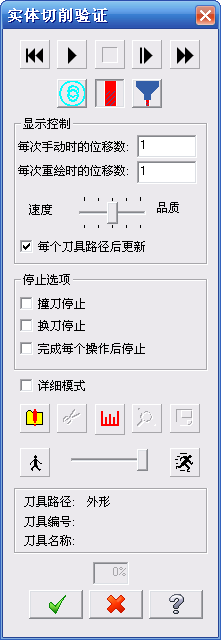 实体切削验证
显示控制
每次手动时的位移数: 1
每次重绘时的位移数: 1
速度 品质
每个刀具路径后更新
停止选项
撞刀停止
换刀停止
完成每个操作后停止
详细模式
刀具路径: 外形
刀具编号:
刀具名称:
0%